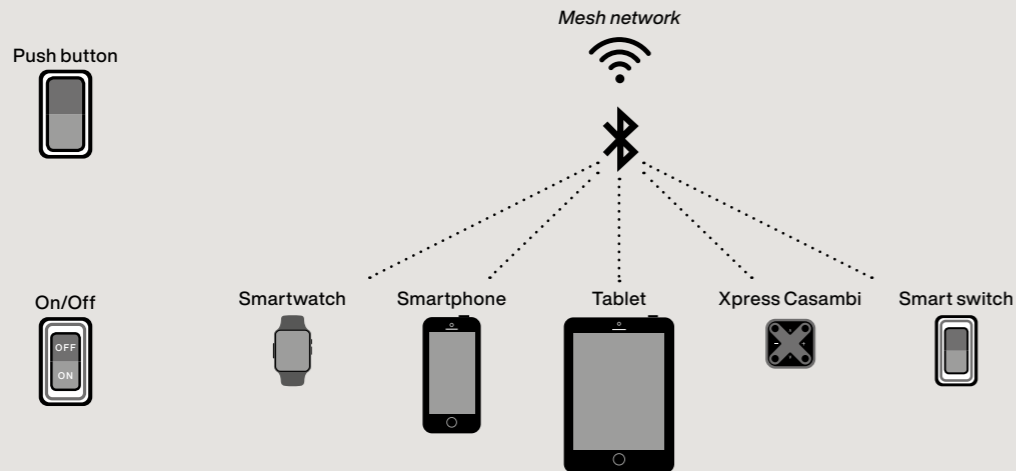 Mesh network
Push button
On/Off
OFF
ON
Smartwatch
Smartphone
Tablet
Xpress Casambi
Smart switch